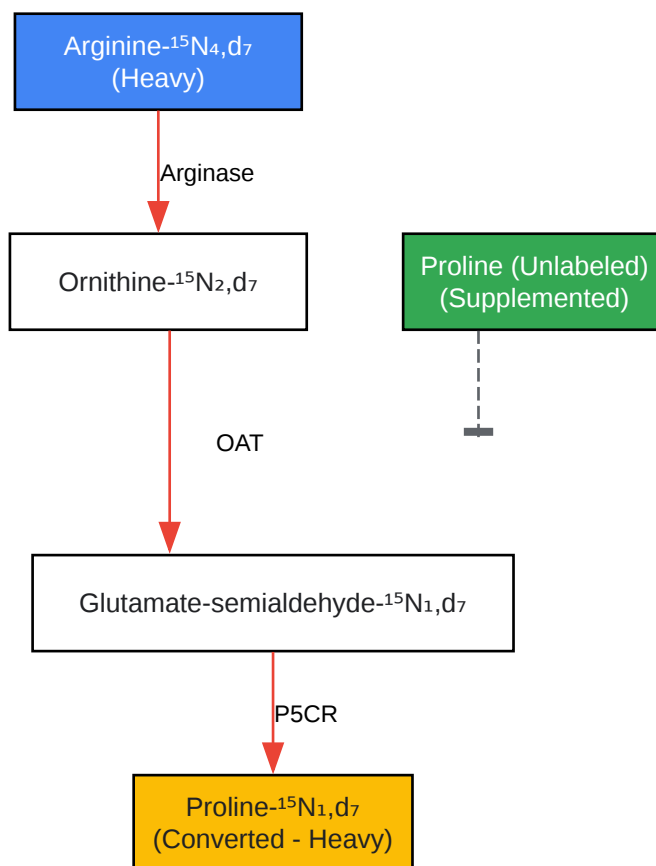 Arginine-¹⁵N₄,d₇
(Heavy)
Arginase
Ornithine-¹⁵N₂,d₇
Proline (Unlabeled)
(Supplemented)
OAT
Glutamate-semialdehyde-¹⁵N₁,d₇
P5CR
Proline-¹⁵N₁,d₇
(Converted - Heavy)